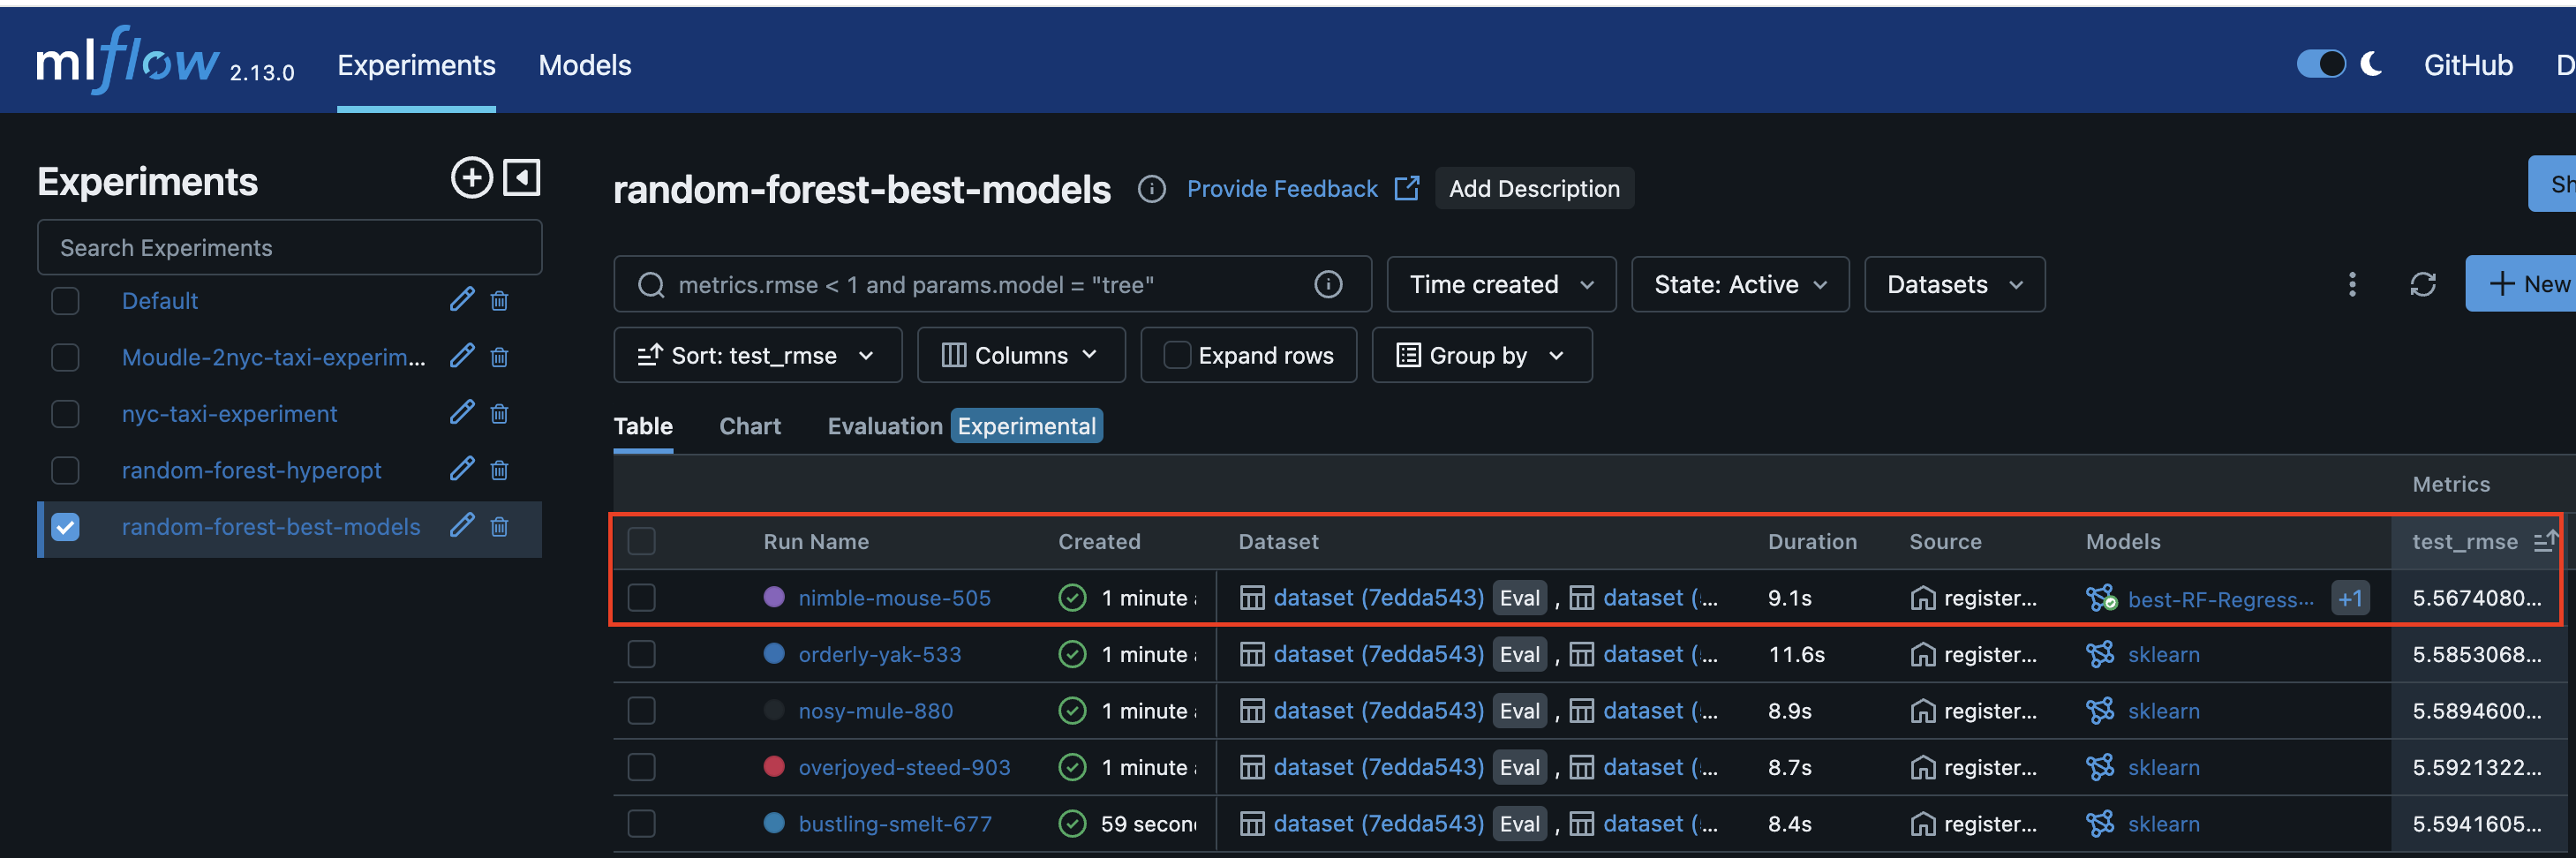 mlflow 2.13.0 Experiments Models GitHub D
Experiments
Search Experiments
Default
Moudle-2nyc-taxi-experim...
nyc-taxi-experiment
random-forest-hyperopt
random-forest-best-models
random-forest-best-models Provide Feedback Add Description Sh
metrics.rmse < 1 and params.model = "tree" Time created State: Active Datasets New
Sort: test_rmse Columns Expand rows Group by
Table Chart Evaluation Experimental
Metrics
Run Name Created Dataset Duration Source Models test_rmse
nimble-mouse-505 1 minute a dataset (7edda543) Eval , dataset (... 9.1s register... best-RF-Regress... +1 5.5674080...
orderly-yak-533 1 minute a dataset (7edda543) Eval , dataset (... 11.6s register... sklearn 5.5853068...
nosy-mule-880 1 minute a dataset (7edda543) Eval , dataset (... 8.9s register... sklearn 5.5894600...
overjoyed-steed-903 1 minute a dataset (7edda543) Eval , dataset (... 8.7s register... sklearn 5.5921322...
bustling-smelt-677 59 secon dataset (7edda543) Eval , dataset (... 8.4s register... sklearn 5.5941605...